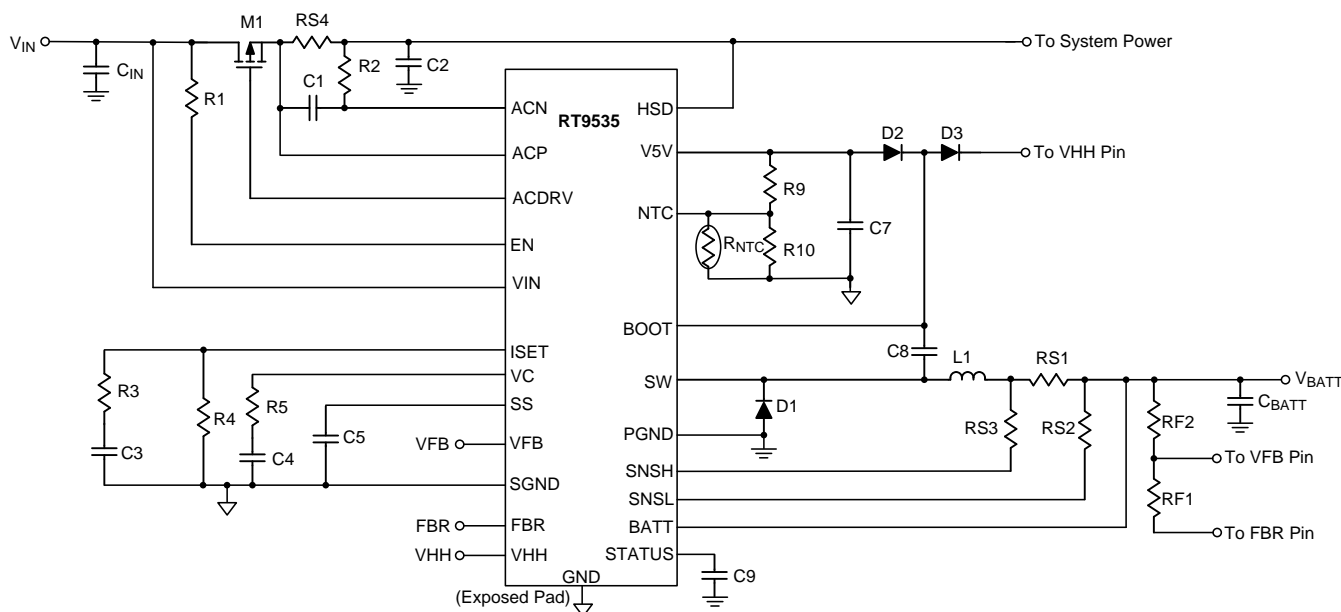 M1
RS4
VIN
To System Power
CIN
R1
R2
C2
C1
ACN
HSD
RT9535
D2
D3
ACP
V5V
To VHH Pin
R9
ACDRV
NTC
RNTC
R10
C7
EN
VIN
BOOT
C8
L1
RS1
ISET
SW
VBATT
R3
VC
R4
R5
SS
D1
CBATT
C5
PGND
RS3
RS2
RF2
VFB
VFB
C3
C4
SNSH
To VFB Pin
SGND
SNSL
RF1
FBR
FBR
BATT
To FBR Pin
VHH
VHH
STATUS
C9
GND
(Exposed Pad)